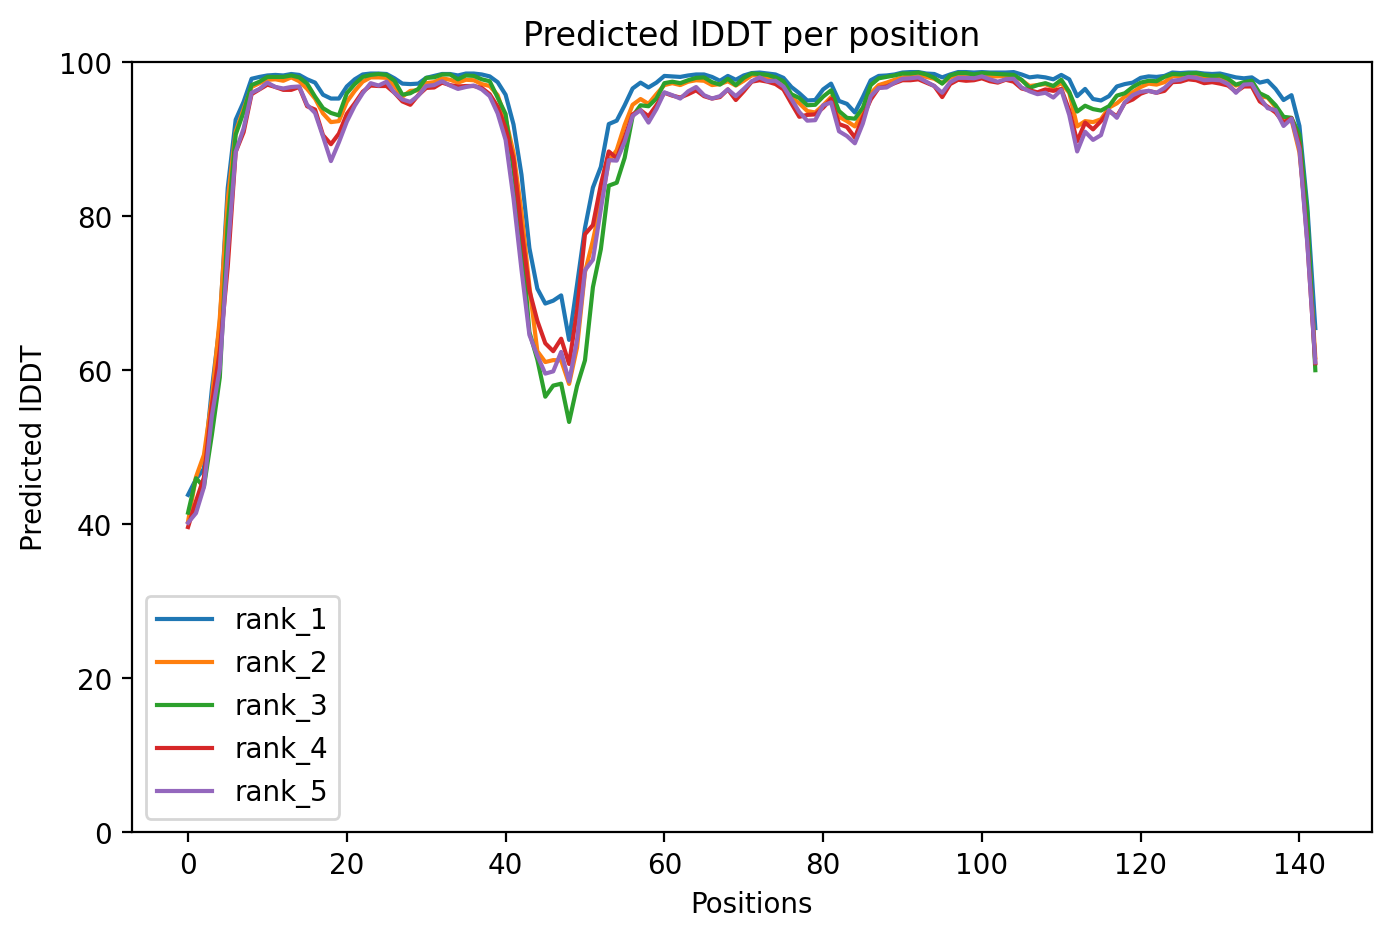 Predicted lDDT per position
100
80
60
40
20
0
Predicted lDDT
rank_1
rank_2
rank_3
rank_4
rank_5
0 20 40 60 80 100 120 140
Positions